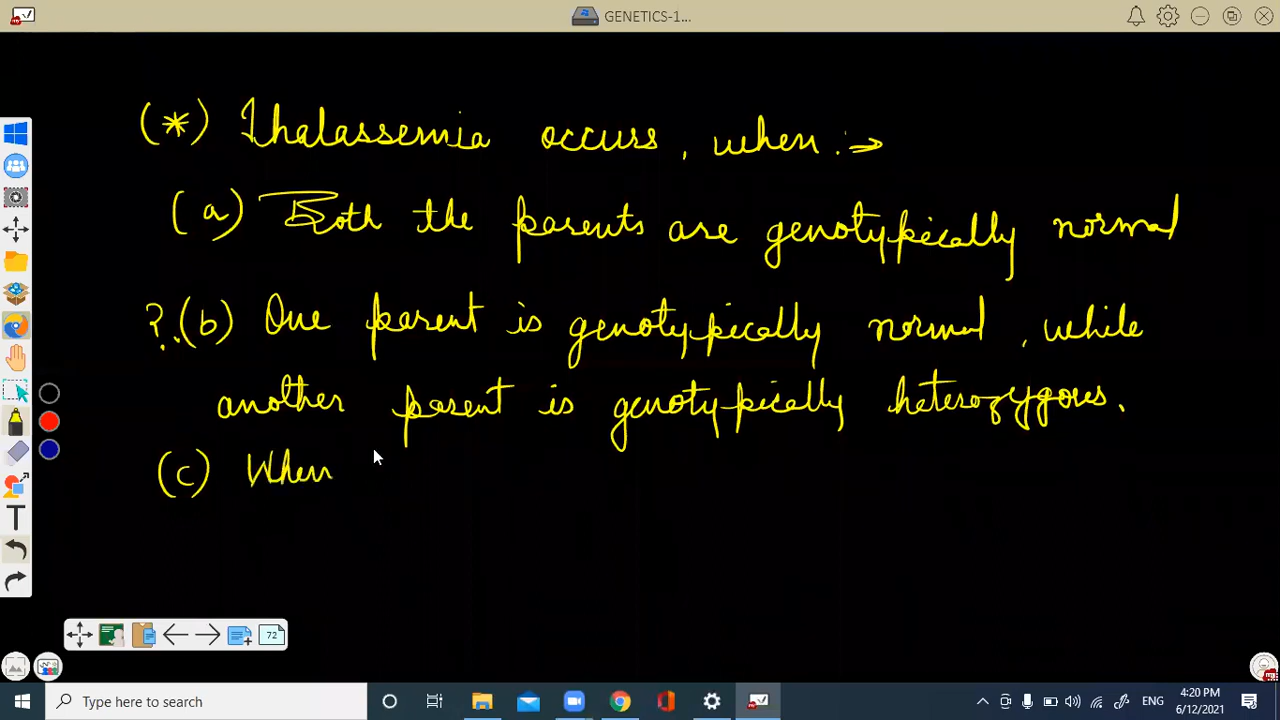 GENETICS-1...
(*) Thalassemia occurs, when :→
(a) Both the parents are genotypically normal
?.(b) One parent is genotypically normal, while
another parent is genotypically heterozygous.
(c) When
T
72
Type here to search
ENG
4:20 PM
6/12/2021